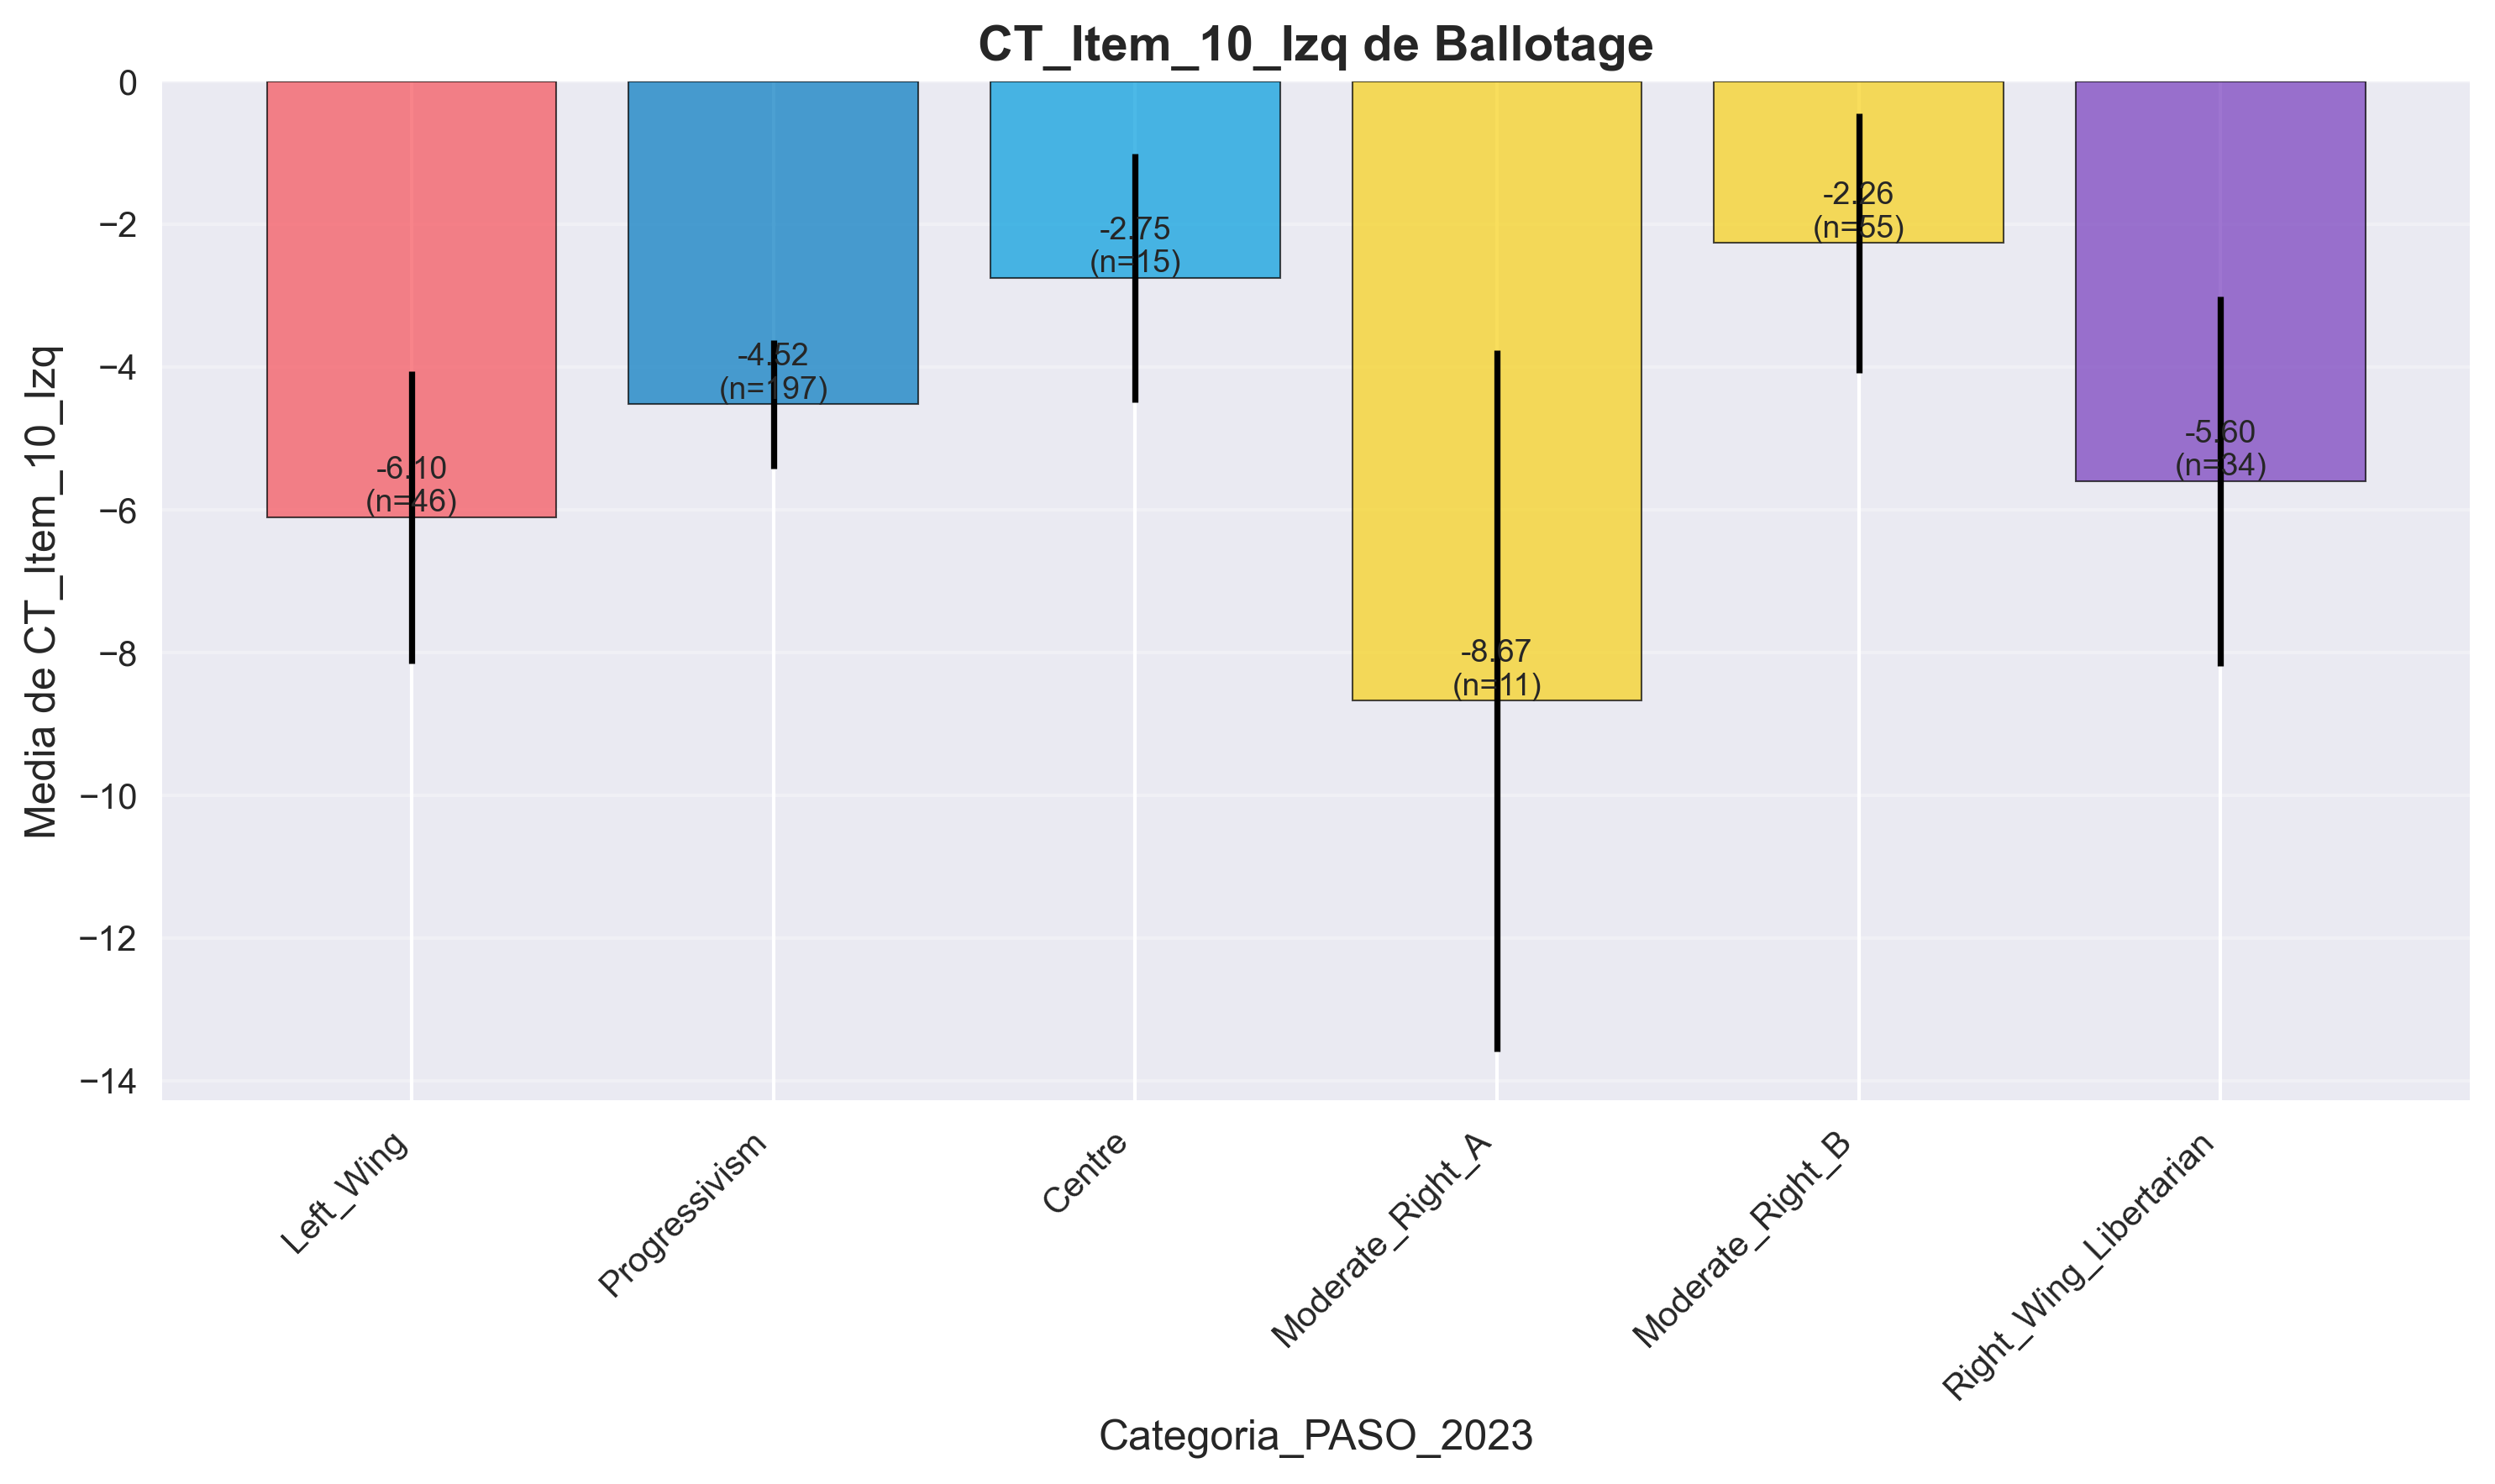 CT_Item_10_Izq de Ballotage
Media de CT_Item_10_Izq
0
−2
−4
−6
−8
−10
−12
−14
-6.10
(n=46)
-4.52
(n=197)
-2.75
(n=15)
-8.67
(n=11)
-2.26
(n=55)
-5.60
(n=34)
Left_Wing
Progressivism
Centre
Moderate_Right_A
Moderate_Right_B
Right_Wing_Libertarian
Categoria_PASO_2023